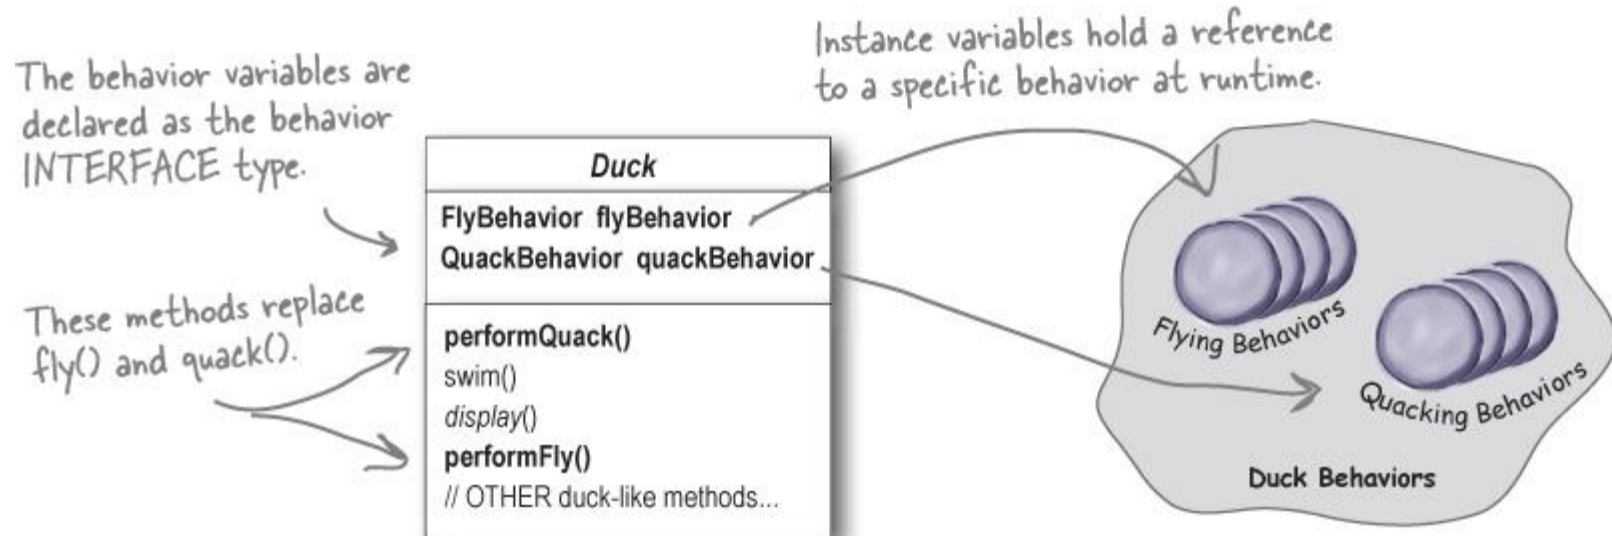 The behavior variables are
declared as the behavior
INTERFACE type.
These methods replace
fly() and quack().
Instance variables hold a reference
to a specific behavior at runtime.
Duck
FlyBehavior flyBehavior
QuackBehavior quackBehavior
performQuack()
swim()
display()
performFly()
// OTHER duck-like methods...
Flying Behaviors
Quacking Behaviors
Duck Behaviors